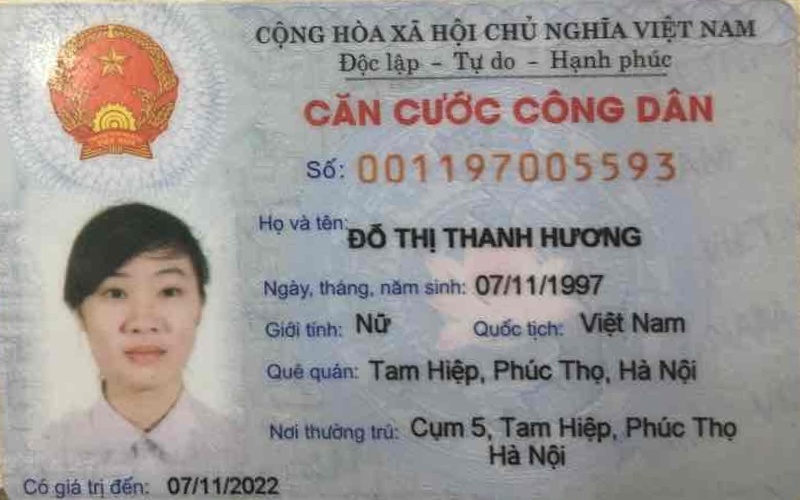 CỘNG HÒA XÃ HỘI CHỦ NGHĨA VIỆT NAM
Độc lập - Tự do - Hạnh phúc
CĂN CƯỚC CÔNG DÂN
Số: 001197005593
Họ và tên: ĐỖ THỊ THANH HƯƠNG
Ngày, tháng, năm sinh: 07/11/1997
Giới tính: Nữ Quốc tịch: Việt Nam
Quê quán: Tam Hiệp, Phúc Thọ, Hà Nội
Nơi thường trú: Cụm 5, Tam Hiệp, Phúc Thọ
Hà Nội
Có giá trị đến: 07/11/2022